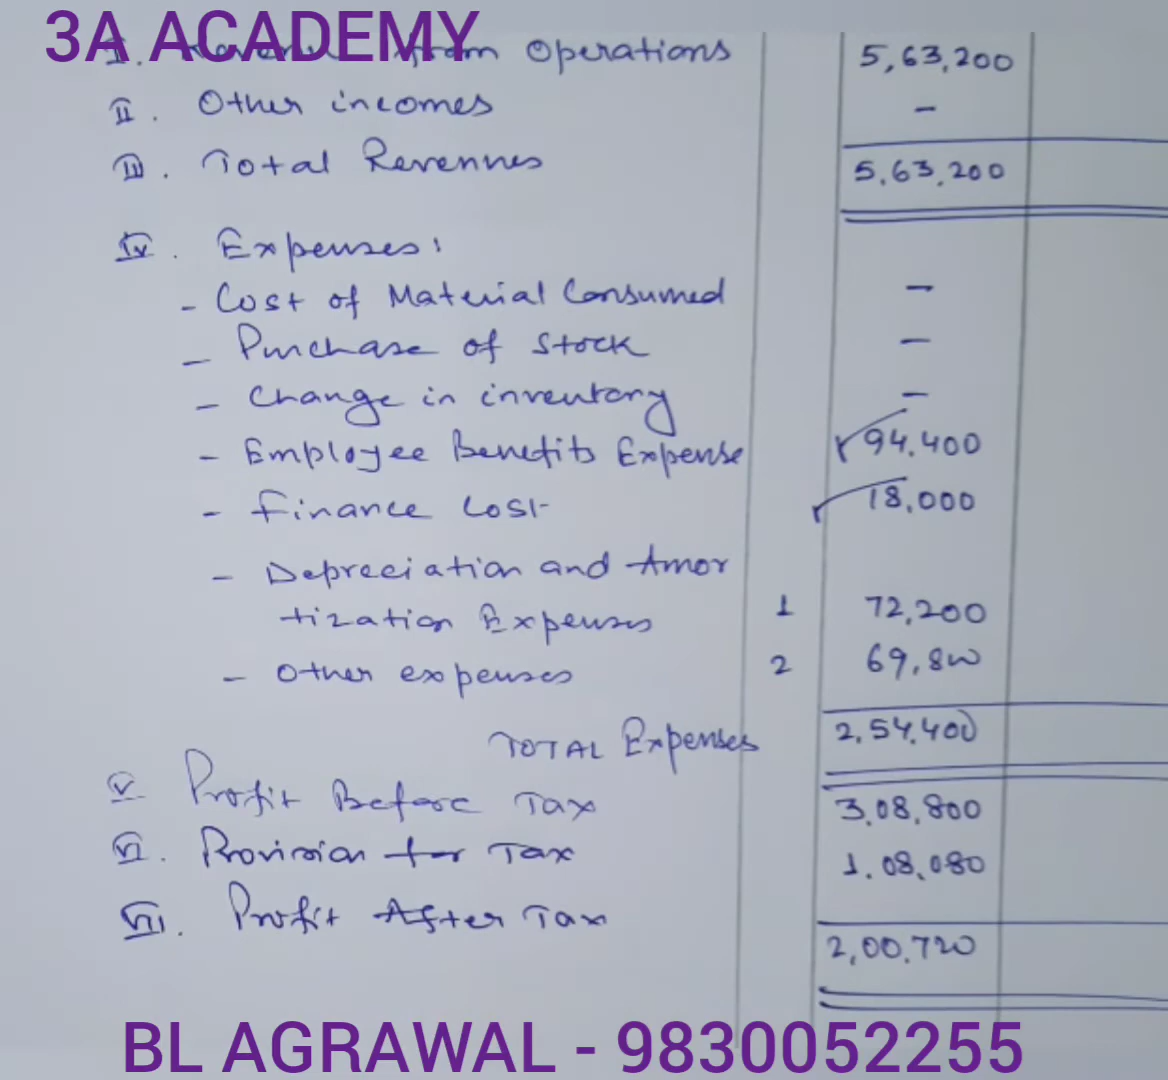 3A ACADEMY
I. from Operations 5,63,200
II. Other incomes -
III. Total Revenues 5,63,200
IV. Expenses:
- Cost of Material Consumed -
- Purchase of Stock -
- Change in inventory -
- Employee Benefits Expense 94,400
- Finance Cost 18,000
- Depreciation and Amor
tization Expenses 1 72,200
- Other expenses 2 69,800
TOTAL Expenses 2,54,400
V. Profit Before Tax 3,08,800
VI. Provision for Tax 1,08,080
VII. Profit After Tax 2,00,720
BL AGRAWAL - 9830052255